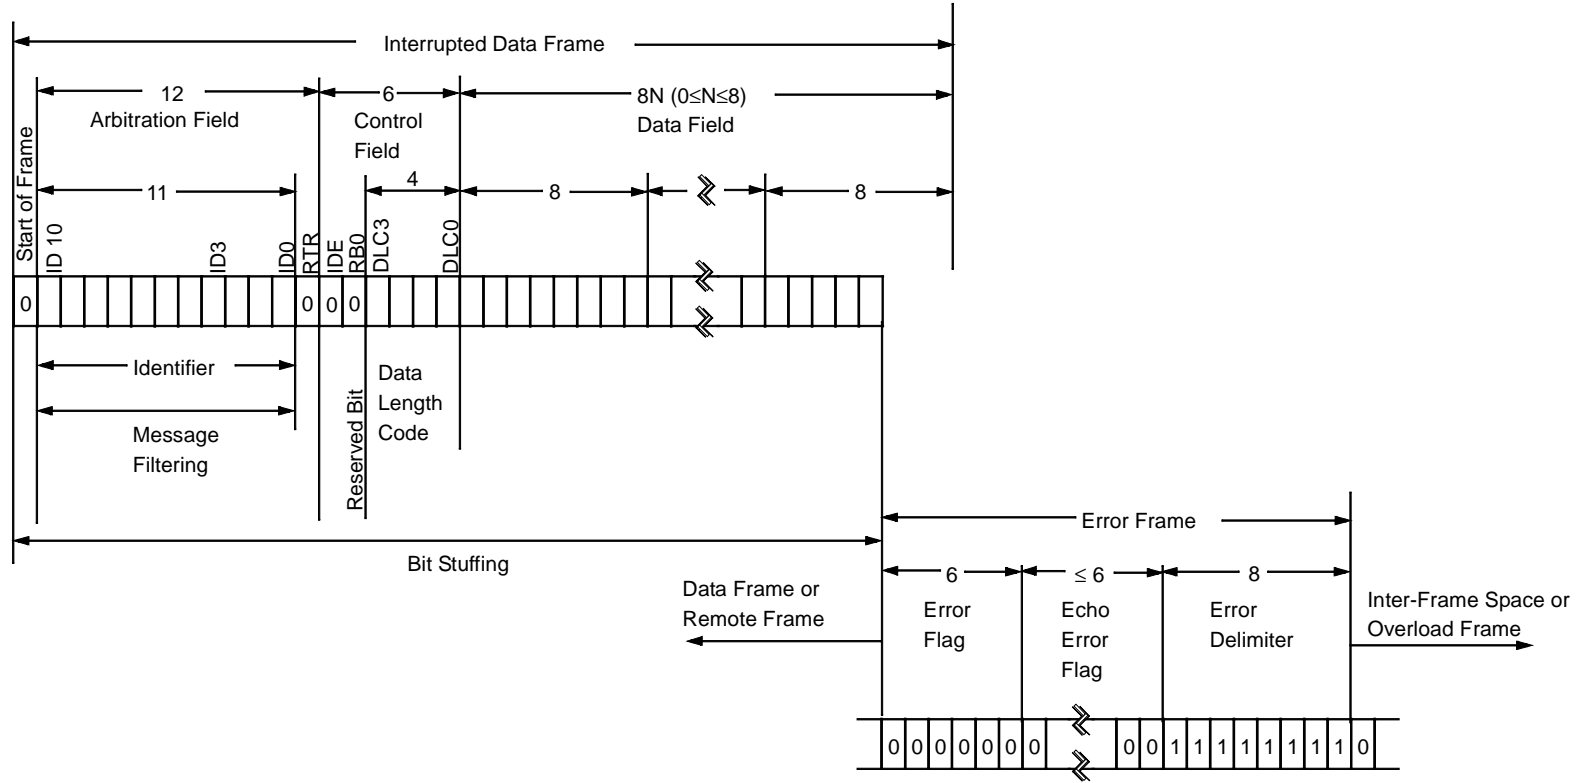 Interrupted Data Frame
12
Arbitration Field
6
Control
Field
8N (0≤N≤8)
Data Field
Start of Frame
11
4
8
8
ID 10
ID3
ID0
RTR
IDE
RB0
DLC3
DLC0
0
0
0
0
Identifier
Message
Filtering
Reserved Bit
Data
Length
Code
Bit Stuffing
Error Frame
6
≤ 6
8
Data Frame or
Remote Frame
Error
Flag
Echo
Error
Flag
Error
Delimiter
Inter-Frame Space or
Overload Frame
0 0 0 0 0 0 0 0 0 1 1 1 1 1 1 1 1 0